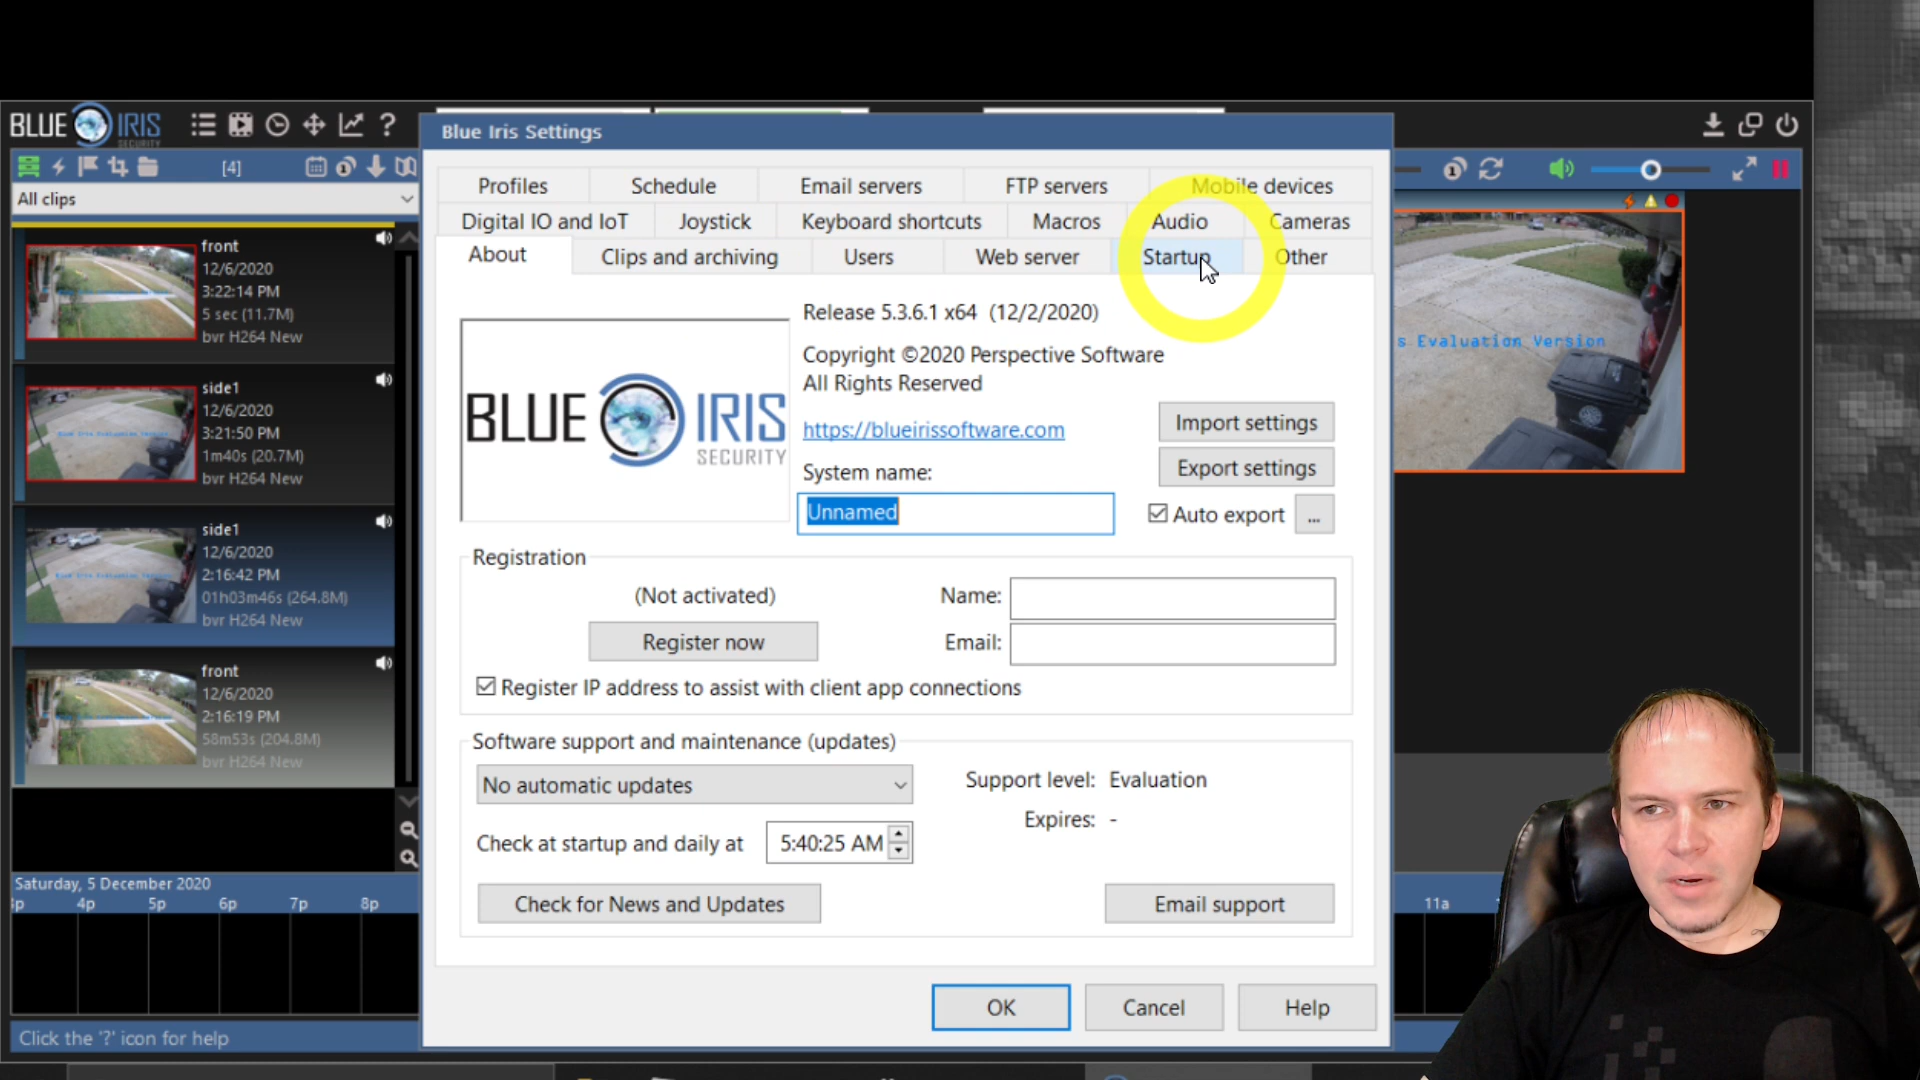 BLUE IRIS
SECURITY
[4]
All clips
front
12/6/2020
3:22:14 PM
5 sec (11.7M)
bvr H264 New
side1
12/6/2020
3:21:50 PM
1m40s (20.7M)
bvr H264 New
side1
12/6/2020
2:16:42 PM
01h03m46s (264.8M)
bvr H264 New
front
12/6/2020
2:16:19 PM
58m53s (204.8M)
bvr H264 New
Saturday, 5 December 2020
4p 5p 6p 7p 8p
Click the '?' icon for help
Blue Iris Settings
Profiles Schedule Email servers FTP servers Mobile devices
Digital IO and IoT Joystick Keyboard shortcuts Macros Audio Cameras
About Clips and archiving Users Web server Startup Other
BLUE IRIS
SECURITY
Release 5.3.6.1 x64 (12/2/2020)
Copyright ©2020 Perspective Software
All Rights Reserved
https://blueirissoftware.com
Import settings
Export settings
System name:
Unnamed
Auto export ...
Registration
(Not activated)
Register now
Name:
Email:
Register IP address to assist with client app connections
Software support and maintenance (updates)
No automatic updates
Support level: Evaluation
Expires: -
Check at startup and daily at 5:40:25 AM
Check for News and Updates
Email support
OK Cancel Help
s Evaluation Version
11a